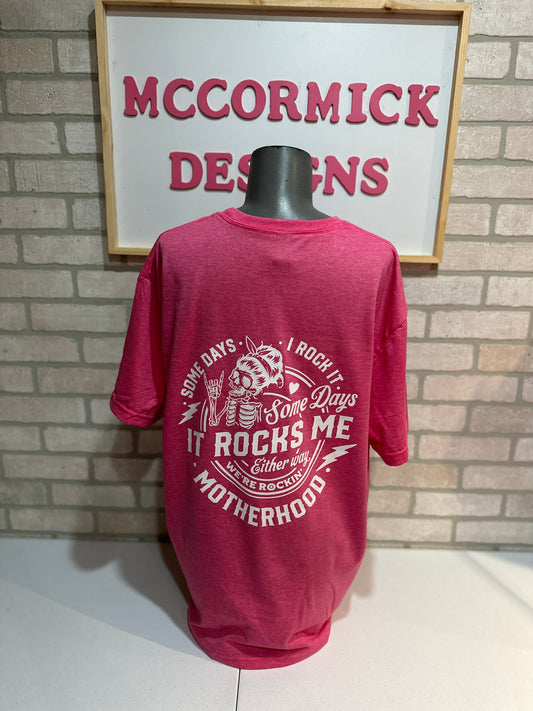 MCCORMICK
DESIGNS
SOME DAYS · I ROCK IT
Some Days
IT ROCKS ME
Either way
WE'RE ROCKIN'
MOTHERHOOD